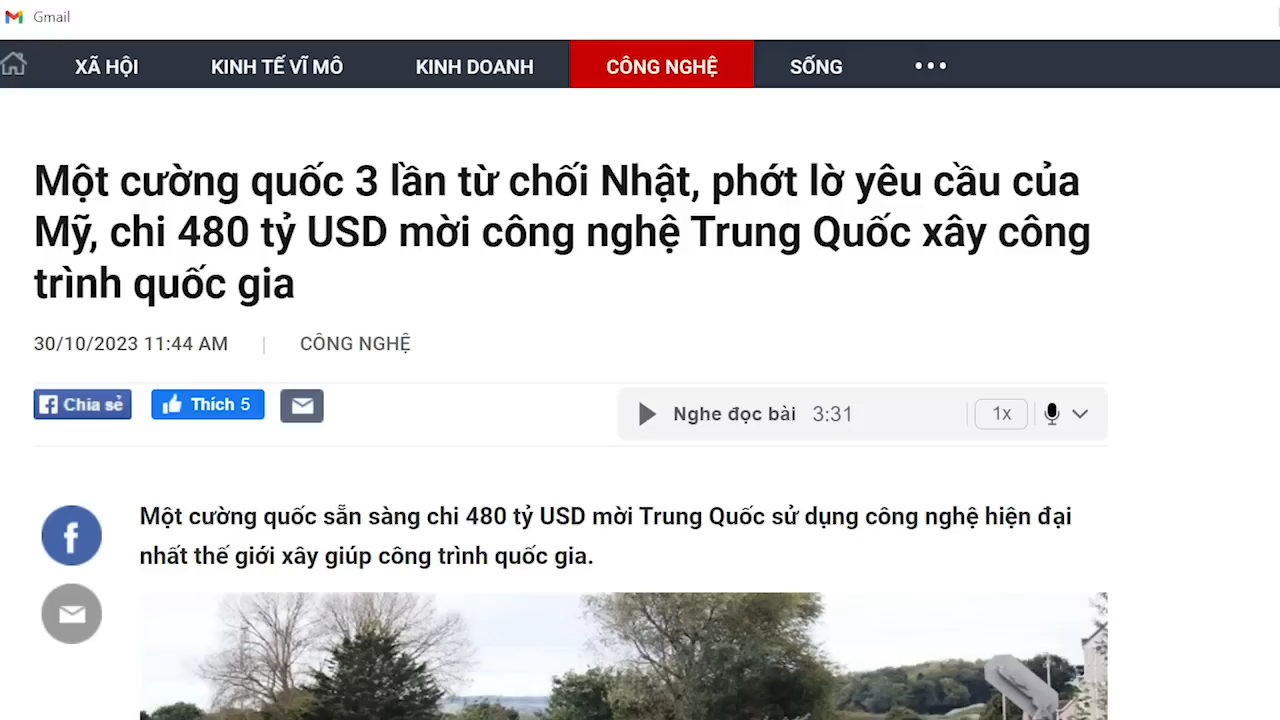 Gmail
XÃ HỘI KINH TẾ VĨ MÔ KINH DOANH CÔNG NGHỆ SỐNG •••
Một cường quốc 3 lần từ chối Nhật, phớt lờ yêu cầu của
Mỹ, chi 480 tỷ USD mời công nghệ Trung Quốc xây công
trình quốc gia
30/10/2023 11:44 AM | CÔNG NGHỆ
Chia sẻ Thích 5
Nghe đọc bài 3:31 1x
Một cường quốc sẵn sàng chi 480 tỷ USD mời Trung Quốc sử dụng công nghệ hiện đại
nhất thế giới xây giúp công trình quốc gia.